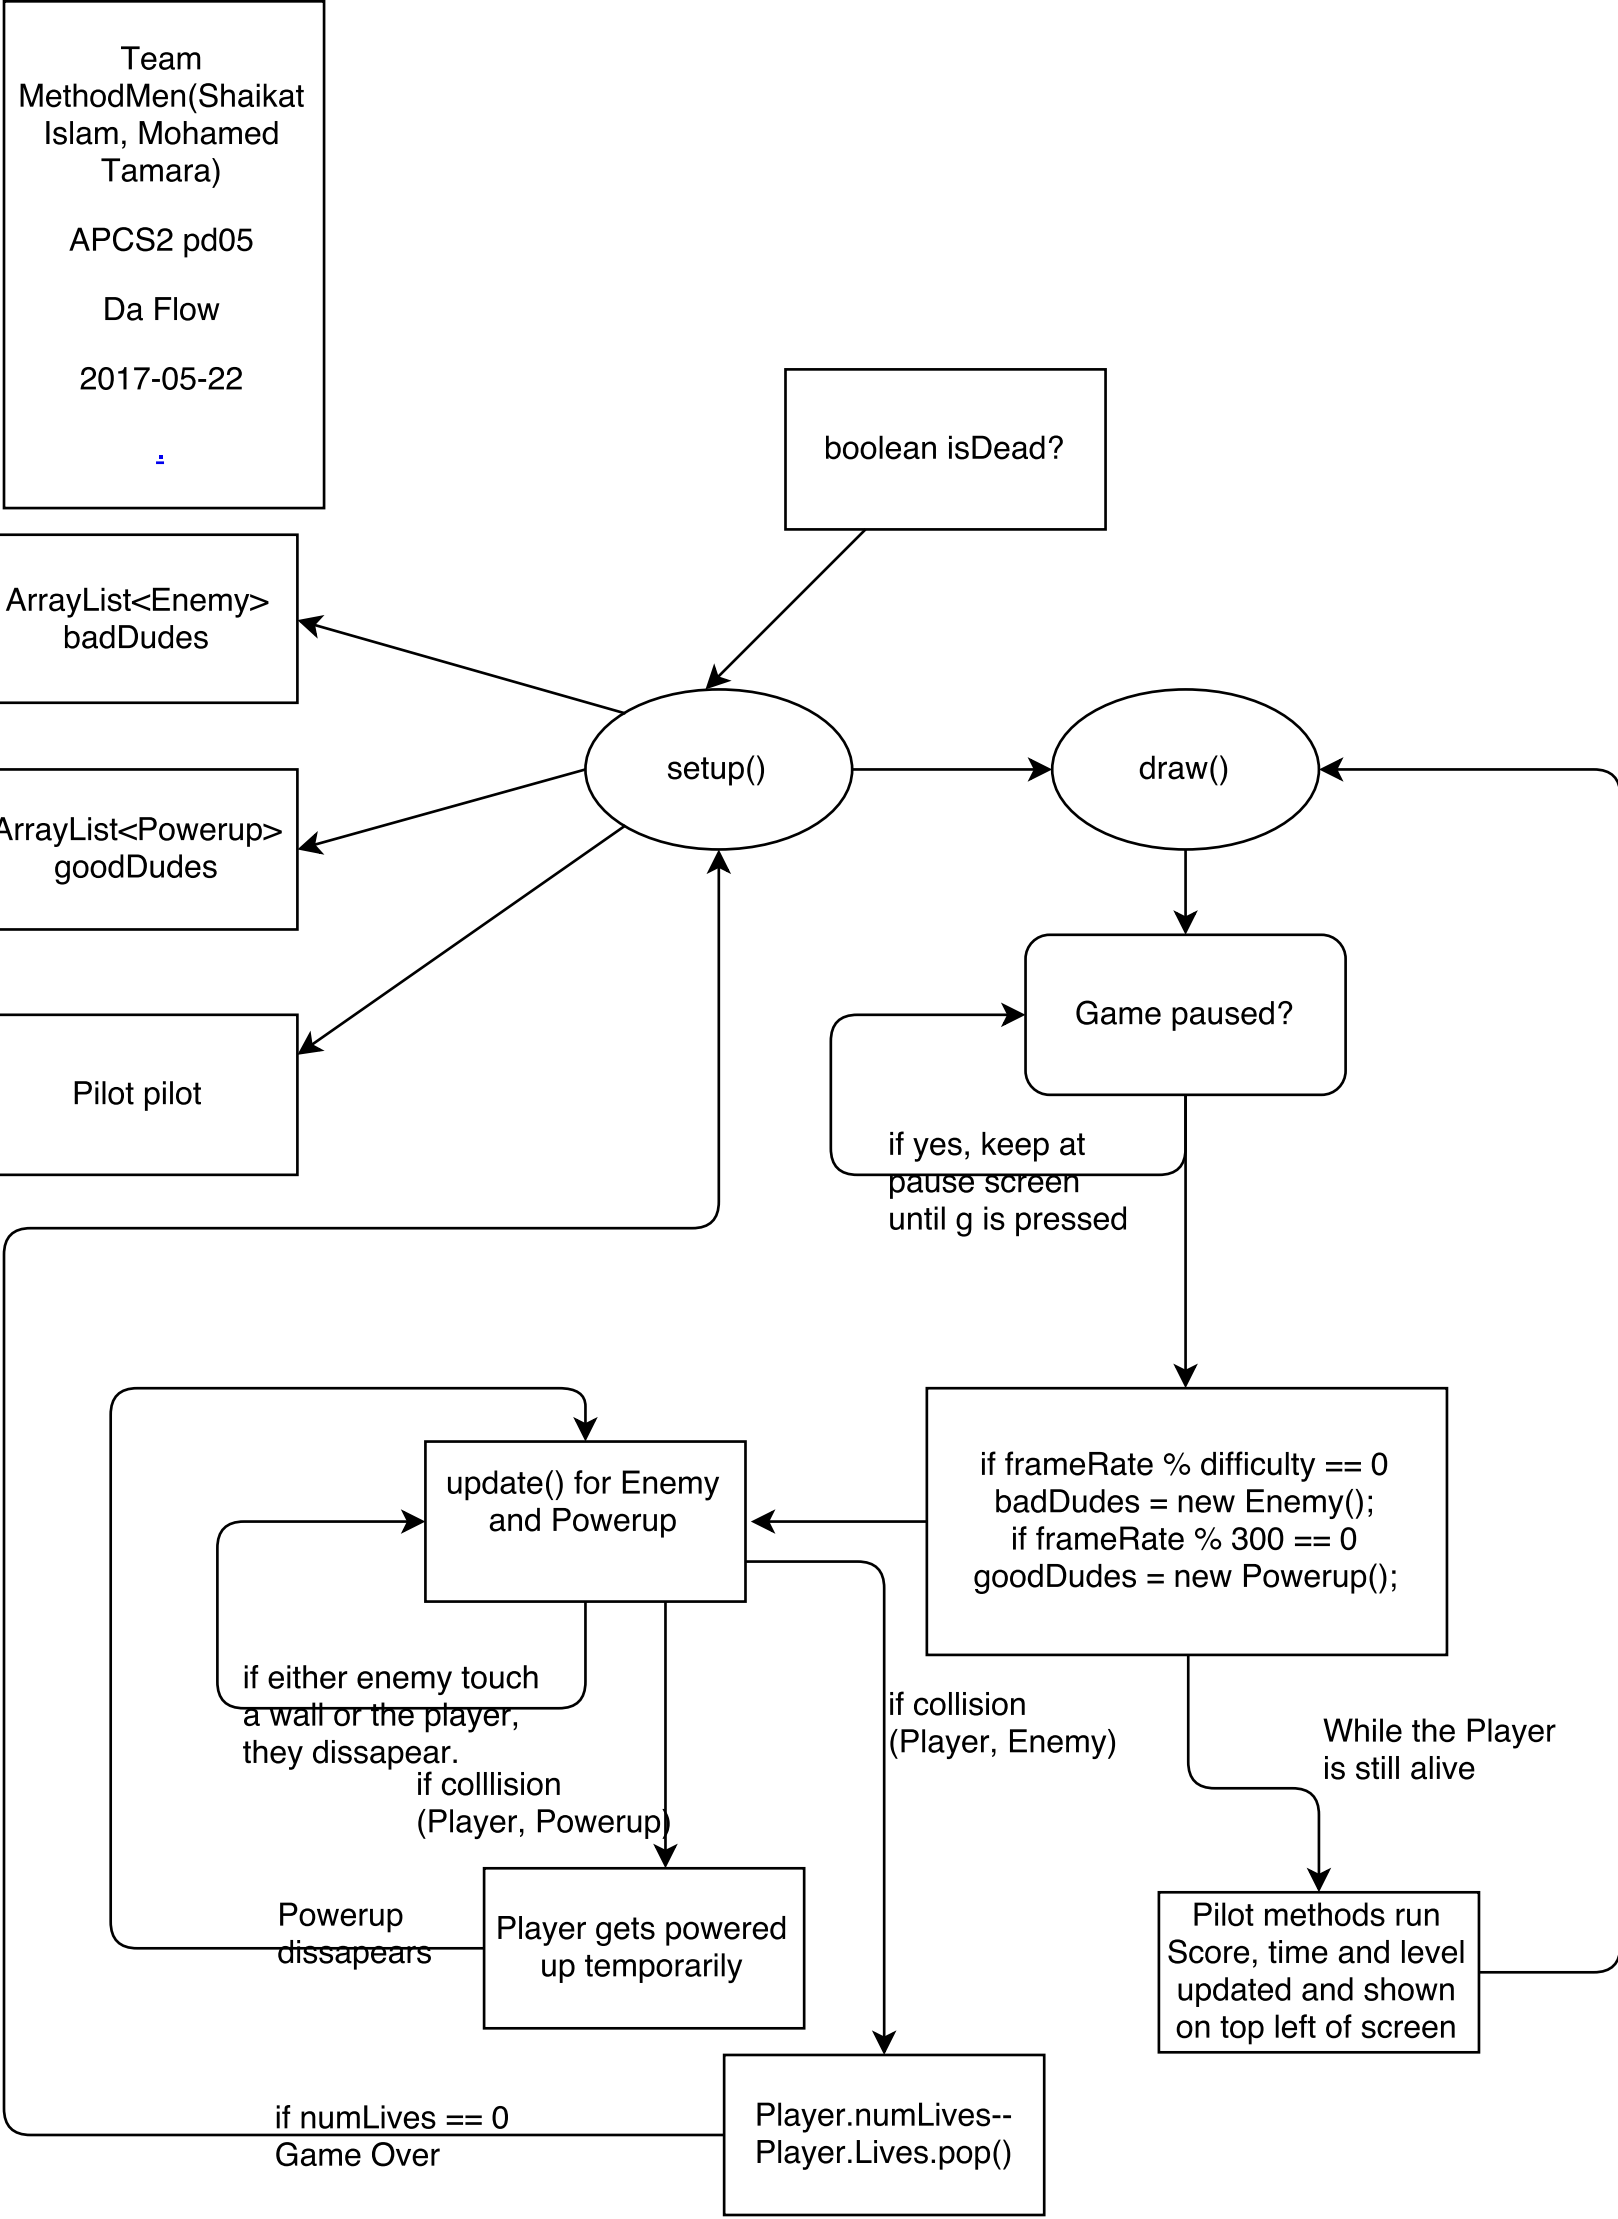 Team
MethodMen(Shaikat
Islam, Mohamed
Tamara)
APCS2 pd05
Da Flow
2017-05-22
.
boolean isDead?
ArrayList<Enemy>
badDudes
setup()
draw()
ArrayList<Powerup>
goodDudes
Game paused?
Pilot pilot
if yes, keep at
pause screen
until g is pressed
update() for Enemy
and Powerup
if frameRate % difficulty == 0
badDudes = new Enemy();
if frameRate % 300 == 0
goodDudes = new Powerup();
if either enemy touch
a wall or the player,
they dissapear.
if colllision
(Player, Powerup)
if collision
(Player, Enemy)
While the Player
is still alive
Powerup
dissapears
Player gets powered
up temporarily
Pilot methods run
Score, time and level
updated and shown
on top left of screen
if numLives == 0
Game Over
Player.numLives--
Player.Lives.pop()